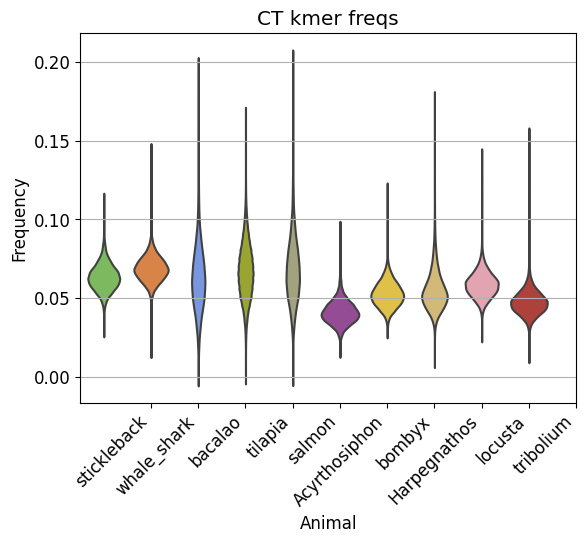 CT kmer freqs
0.20
0.15
0.10
0.05
0.00
Frequency
stickleback
whale_shark
bacalao
tilapia
salmon
Acyrthosiphon
bombyx
Harpegnathos
locusta
tribolium
Animal